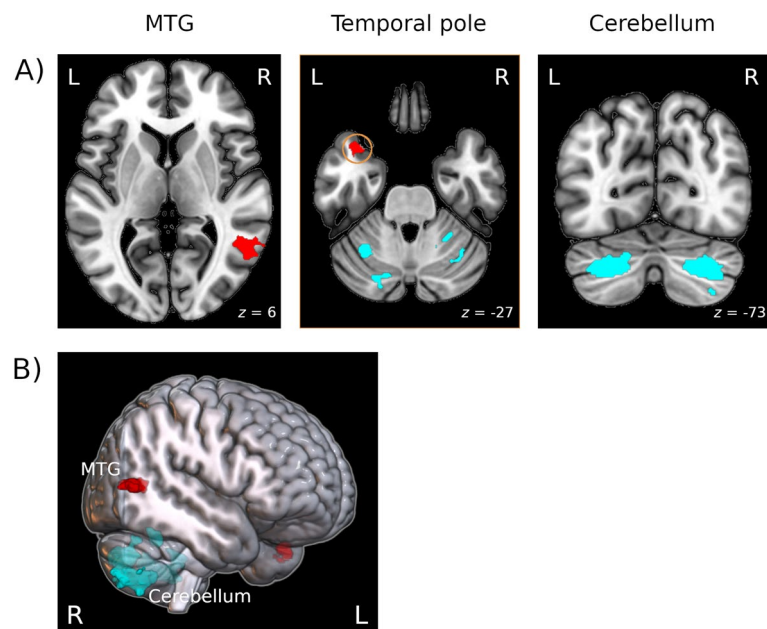 MTG Temporal pole Cerebellum
A) L R L R L R
z = 6 z = -27 z = -73
B)
MTG
Cerebellum
R L